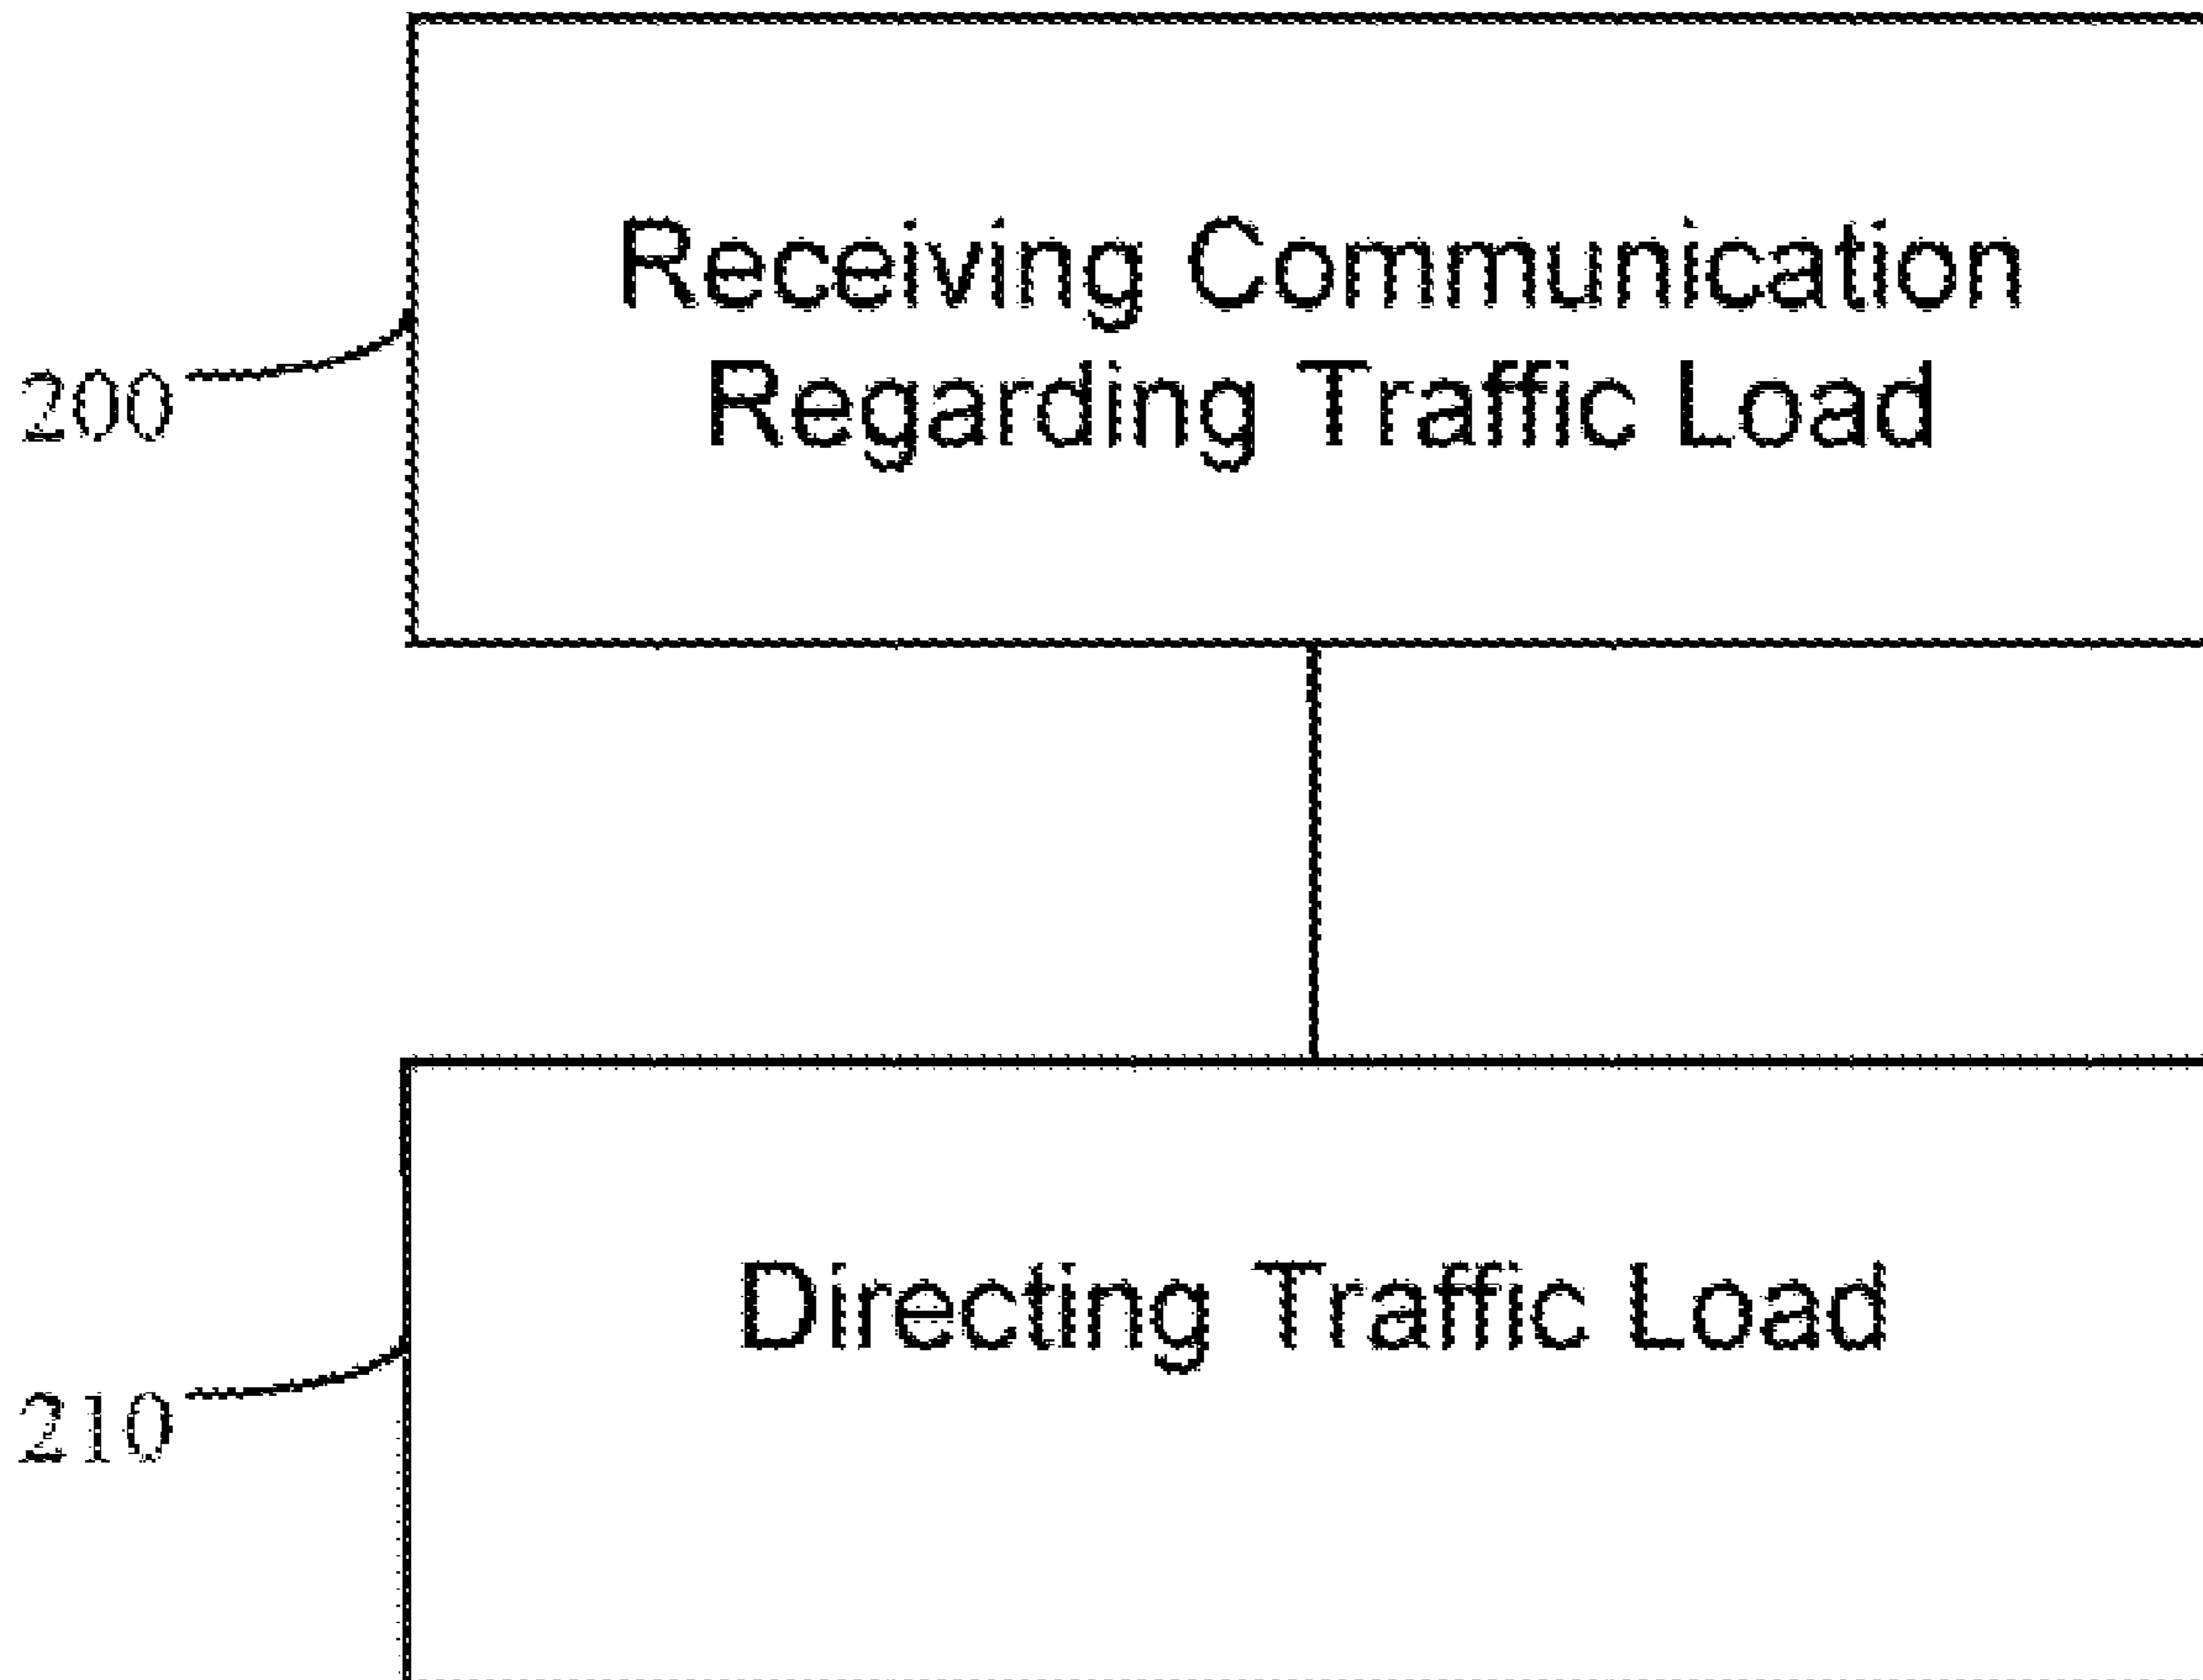 Receiving Communication
Regarding Traffic Load
200
Directing Traffic Load
210